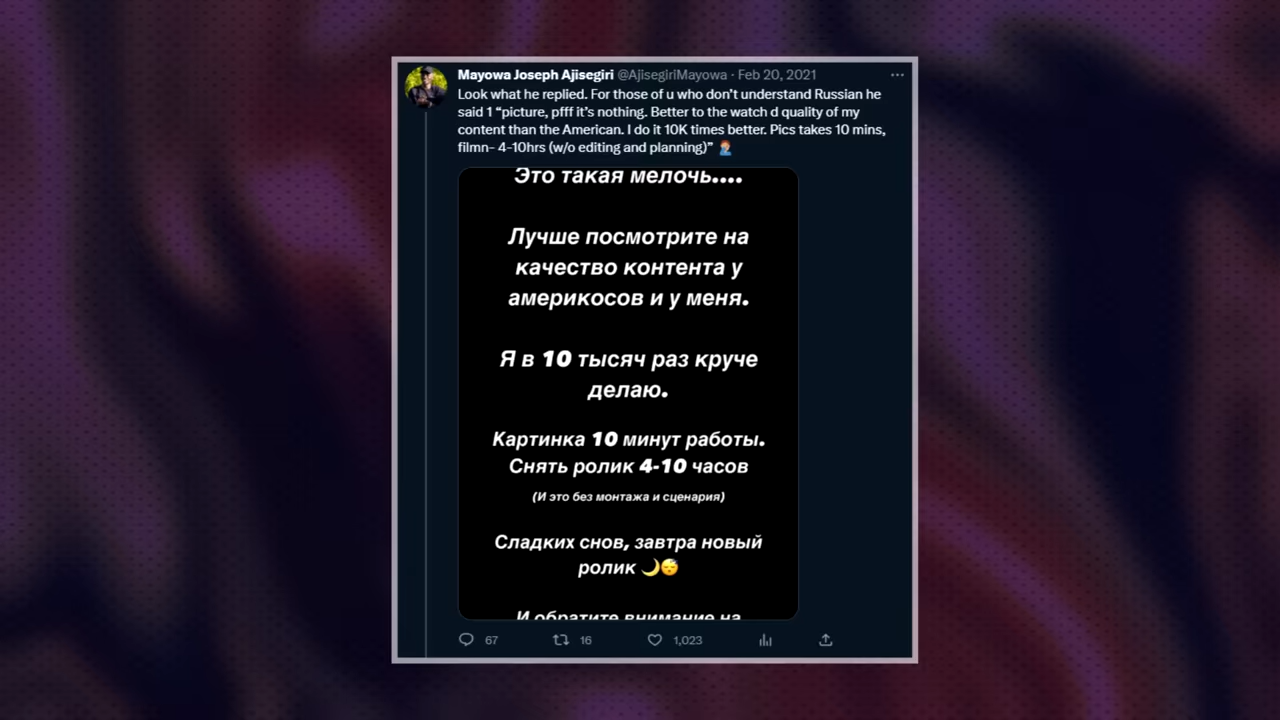 Mayowa Joseph Ajisegiri @AjisegiriMayowa · Feb 20, 2021
Look what he replied. For those of u who don't understand Russian he
said 1 “picture, pfff it's nothing. Better to the watch d quality of my
content than the American. I do it 10K times better. Pics takes 10 mins,
filmn- 4-10hrs (w/o editing and planning)” 🤦🏻‍♂️
Это такая мелочь....
Лучше посмотрите на
качество контента у
америкосов и у меня.
Я в 10 тысяч раз круче
делаю.
Картинка 10 минут работы.
Снять ролик 4-10 часов
(И это без монтажа и сценария)
Сладких снов, завтра новый
ролик 🌙😴
И обратите внимание на
67 16 1,023